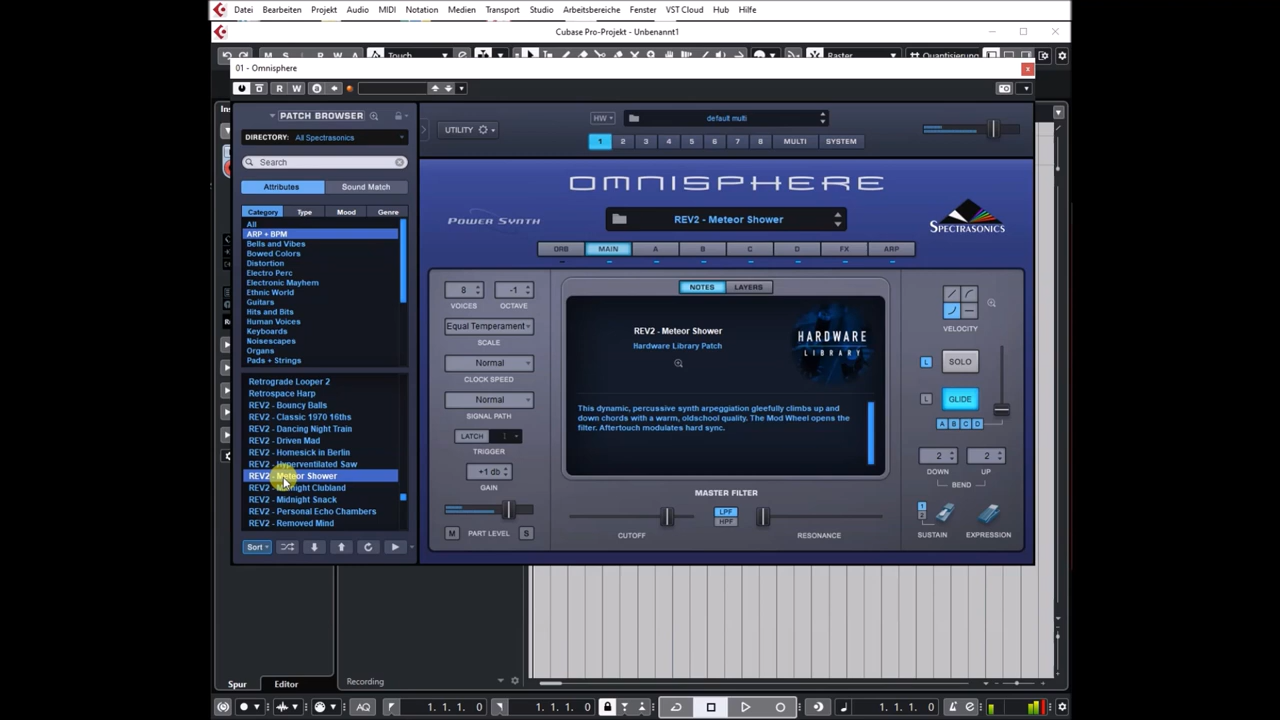 Datei Bearbeiten Projekt Audio MIDI Notation Medien Transport Studio Arbeitsbereiche Fenster VST Cloud Hub Hilfe
Cubase Pro-Projekt - Unbenannt1
M S R Touch Raster Quantisierung
01 - Omnisphere
R W
PATCH BROWSER
DIRECTORY: All Spectrasonics
Search
Attributes Sound Match
Category Type Mood Genre
All
ARP + BPM
Bells and Vibes
Bowed Colors
Distortion
Electro Perc
Electronic Mayhem
Ethnic World
Guitars
Hits and Bits
Human Voices
Keyboards
Noisescapes
Organs
Pads + Strings
Retrograde Looper 2
Retrospace Harp
REV2 - Bouncy Balls
REV2 - Classic 1970 16ths
REV2 - Dancing Night Train
REV2 - Driven Mad
REV2 - Homesick in Berlin
REV2 - Hyperventilated Saw
REV2 - Meteor Shower
REV2 - Midnight Clubland
REV2 - Midnight Snack
REV2 - Personal Echo Chambers
REV2 - Removed Mind
Sort
UTILITY
HW
default multi
1 2 3 4 5 6 7 8 MULTI SYSTEM
OMNISPHERE
POWER SYNTH
REV2 - Meteor Shower
SPECTRASONICS
ORB MAIN A B C D FX ARP
8 -1
VOICES OCTAVE
Equal Temperament
SCALE
Normal
CLOCK SPEED
Normal
SIGNAL PATH
LATCH 1
TRIGGER
+1 db
GAIN
M PART LEVEL S
NOTES LAYERS
REV2 - Meteor Shower
Hardware Library Patch
HARDWARE
LIBRARY
This dynamic, percussive synth arpeggiation gleefully climbs up and
down chords with a warm, oldschool quality. The Mod Wheel opens the
filter. Aftertouch modulates hard sync.
MASTER FILTER
LPF
HPF
CUTOFF RESONANCE
VELOCITY
L SOLO
L GLIDE
A B C D
2 2
DOWN UP
BEND
1
2
SUSTAIN EXPRESSION
Spur Editor
Recording
AQ 1. 1. 1. 0 1. 1. 1. 0 1. 1. 1. 0